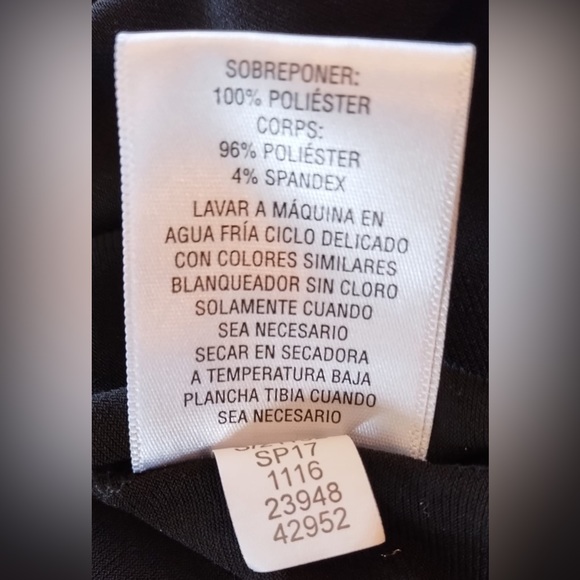 SOBREPONER:
100% POLIÉSTER
CORPS:
96% POLIÉSTER
4% SPANDEX
LAVAR A MÁQUINA EN
AGUA FRÍA CICLO DELICADO
CON COLORES SIMILARES
BLANQUEADOR SIN CLORO
SOLAMENTE CUANDO
SEA NECESARIO
SECAR EN SECADORA
A TEMPERATURA BAJA
PLANCHA TIBIA CUANDO
SEA NECESARIO
SP17
1116
23948
42952